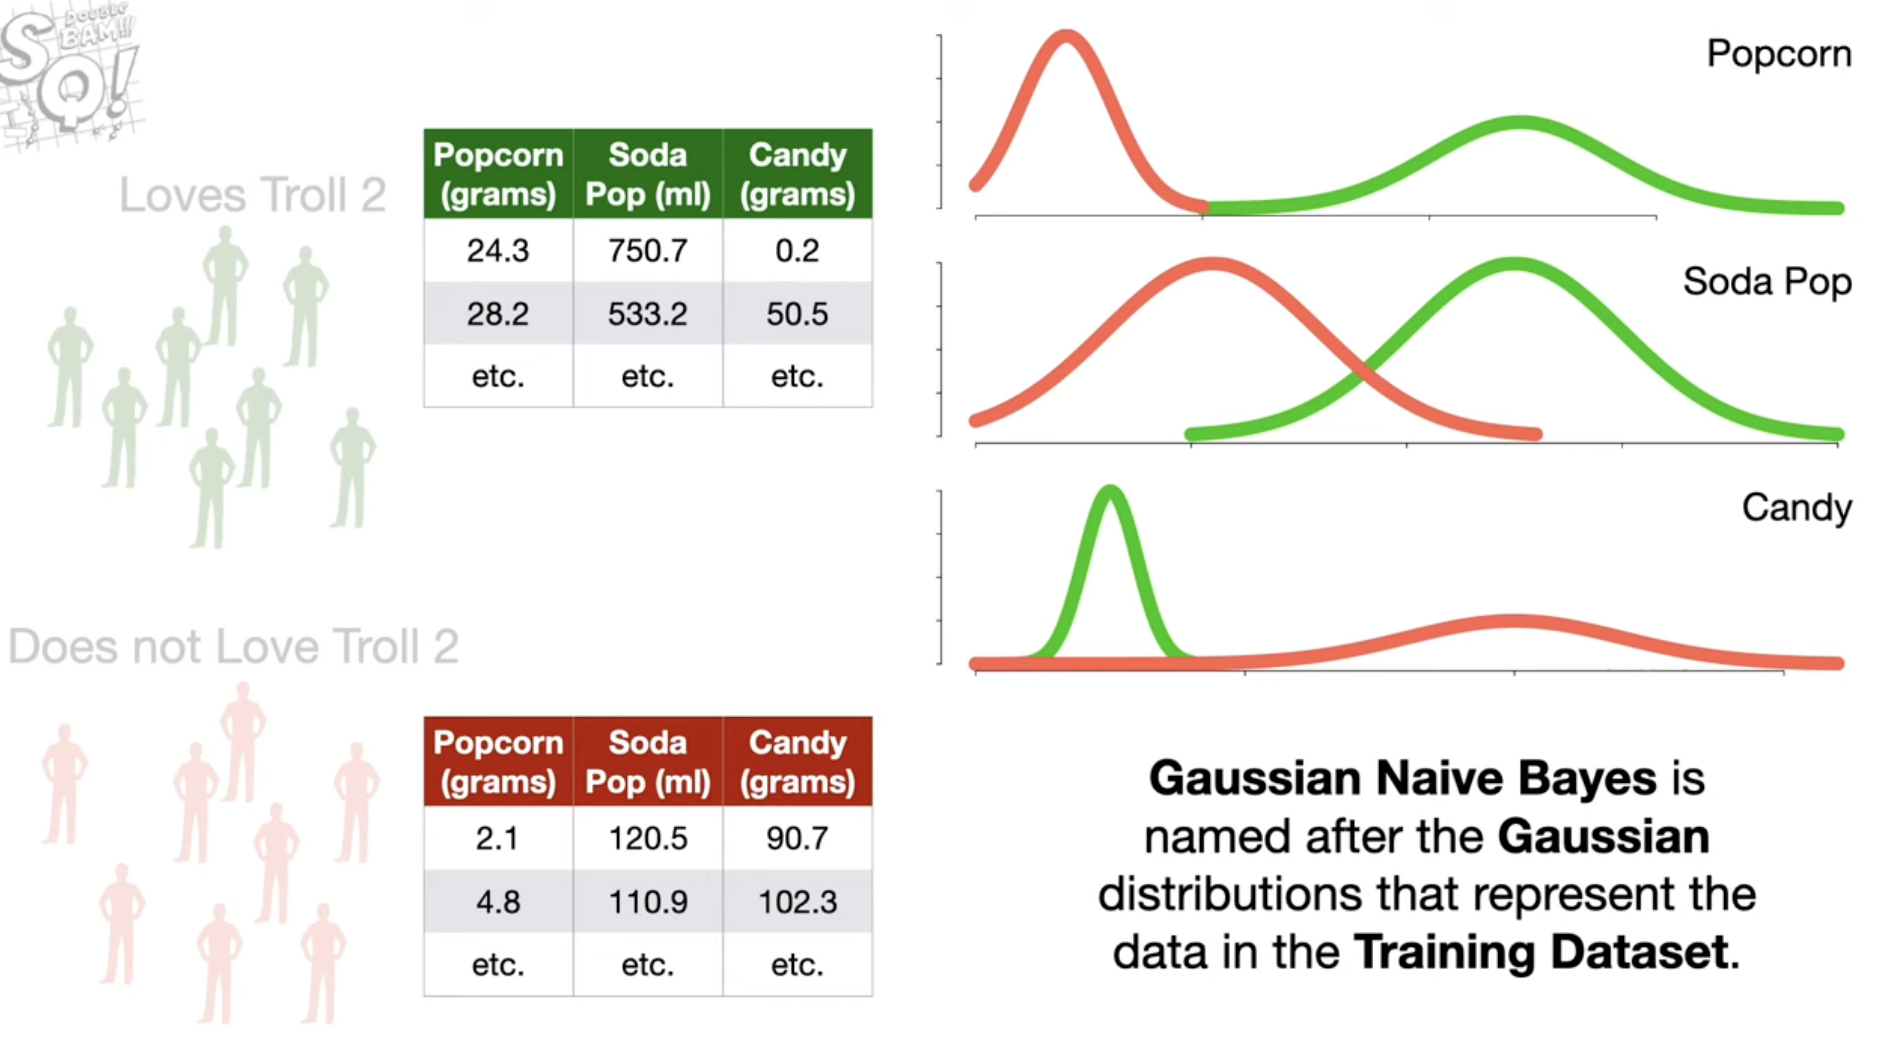 DOUBLE
BAM!!!
SQ!
Popcorn
Loves Troll 2
Popcorn (grams) Soda Pop (ml) Candy (grams)
24.3 750.7 0.2
28.2 533.2 50.5
etc. etc. etc.
Soda Pop
Candy
Does not Love Troll 2
Popcorn (grams) Soda Pop (ml) Candy (grams)
2.1 120.5 90.7
4.8 110.9 102.3
etc. etc. etc.
Gaussian Naive Bayes is
named after the Gaussian
distributions that represent the
data in the Training Dataset.